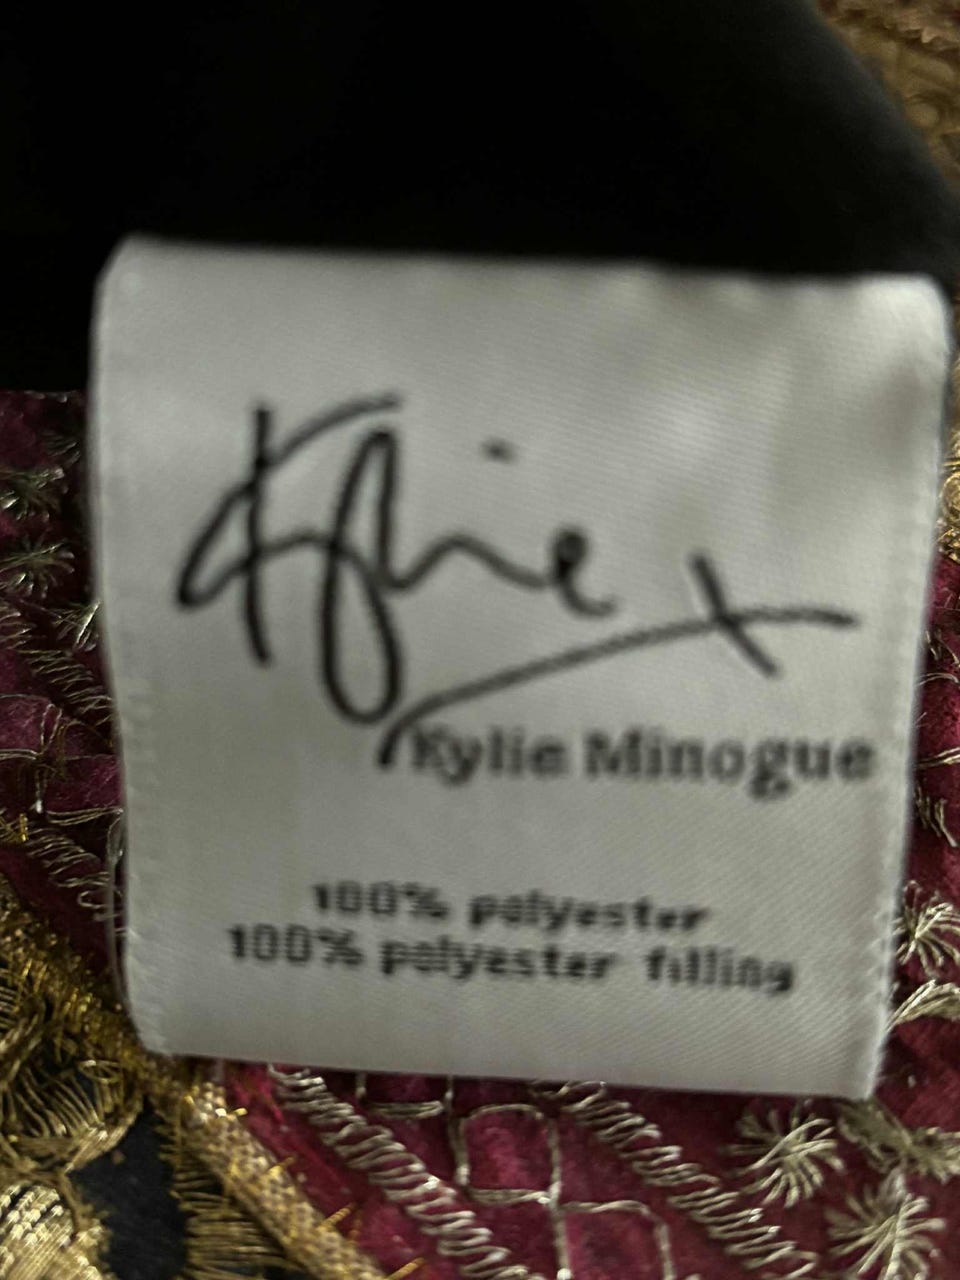 Kylie x
Kylie Minogue
100% polyester
100% polyester filling